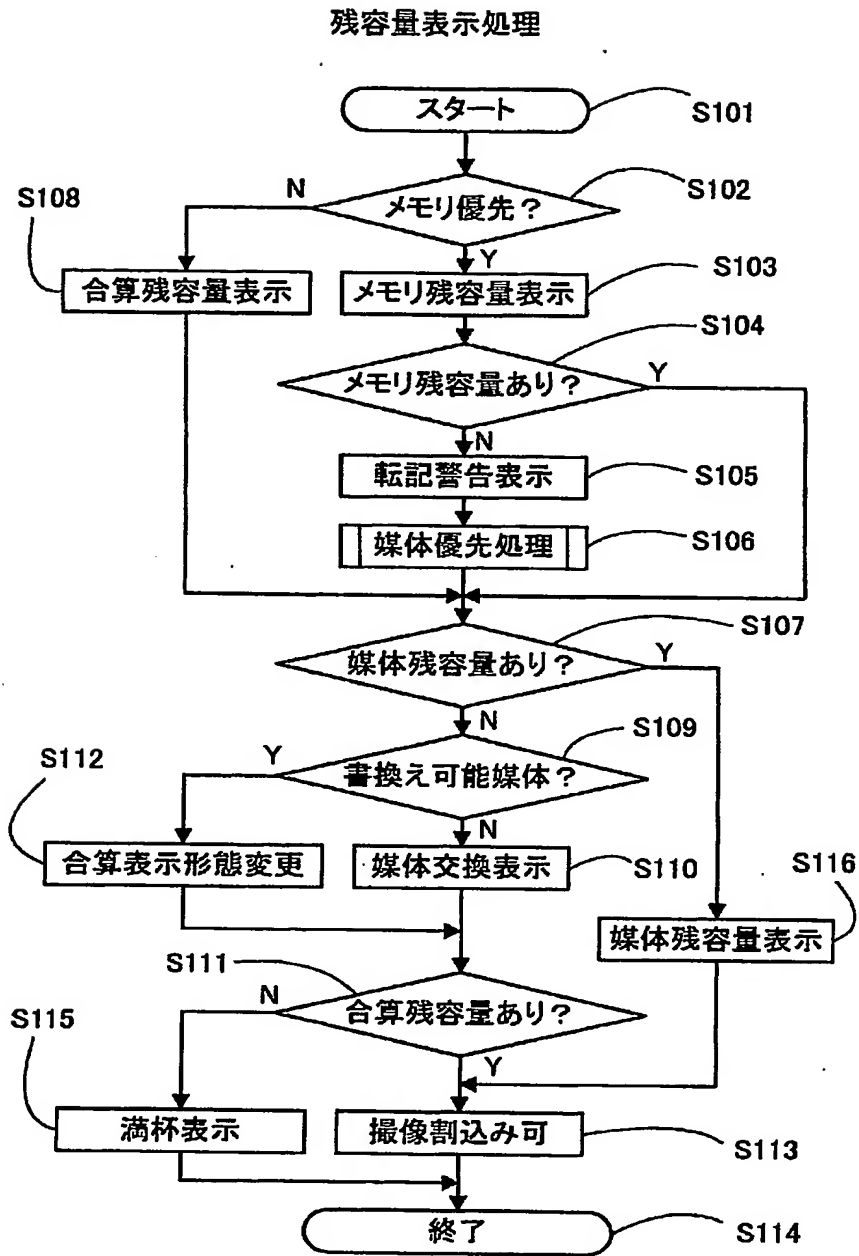 残容量表示処理
スタート
S101
メモリ優先？
S102
N
Y
S108
合算残容量表示
メモリ残容量表示
S103
メモリ残容量あり？
S104
Y
N
転記警告表示
S105
媒体優先処理
S106
媒体残容量あり？
S107
Y
N
書換え可能媒体？
S109
Y
N
S112
合算表示形態変更
媒体交換表示
S110
S116
媒体残容量表示
S111
合算残容量あり？
N
Y
S115
満杯表示
撮像割込み可
S113
終了
S114